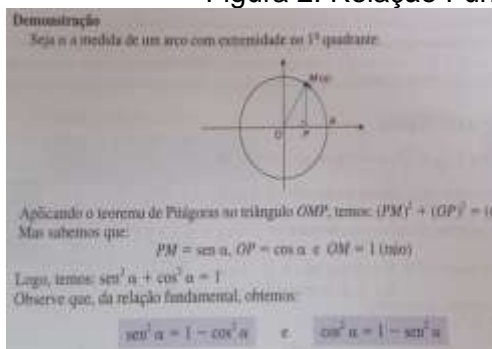 Figura 2: Relação Fun
Demonstração
Seja α a medida de um arco com extremidade no 1º quadrante.
M(α)
O
P
A
Aplicando o teorema de Pitágoras no triângulo OMP, temos: (PM)² + (OP)² = (
Mas sabemos que:
PM = sen α, OP = cos α e OM = 1 (raio)
Logo, temos: sen² α + cos² α = 1
Observe que, da relação fundamental, obtemos:
sen² α = 1 − cos² α e cos² α = 1 − sen² α